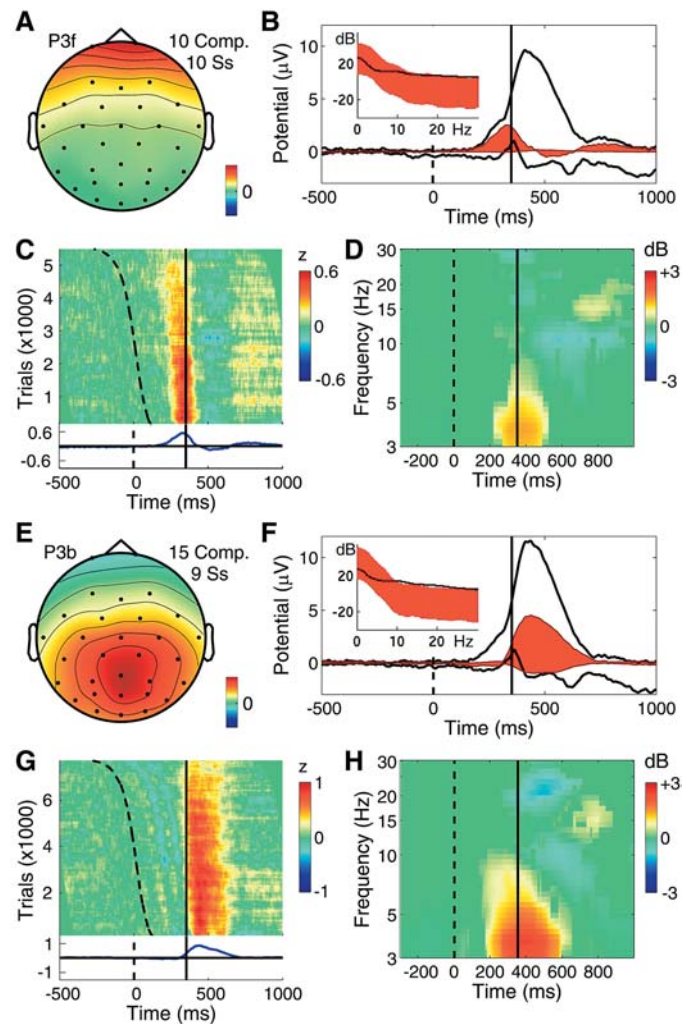 A
P3f
10 Comp.
10 Ss
0
B
Potential (µV)
10
5
0
dB
20
-20
0
10
20
Hz
-500
0
500
1000
Time (ms)
C
Trials (x1000)
5
4
3
2
1
z
0.6
0
-0.6
0.6
-0.6
-500
0
500
1000
Time (ms)
D
Frequency (Hz)
30
20
15
10
5
3
dB
+3
0
-3
-200
0
200
400
600
800
Time (ms)
E
P3b
15 Comp.
9 Ss
0
F
Potential (µV)
10
5
0
dB
20
-20
0
10
20
Hz
-500
0
500
1000
Time (ms)
G
Trials (x1000)
6
4
2
z
1
0
-1
1
-1
-500
0
500
1000
Time (ms)
H
Frequency (Hz)
30
20
15
10
5
3
dB
+3
0
-3
-200
0
200
400
600
800
Time (ms)